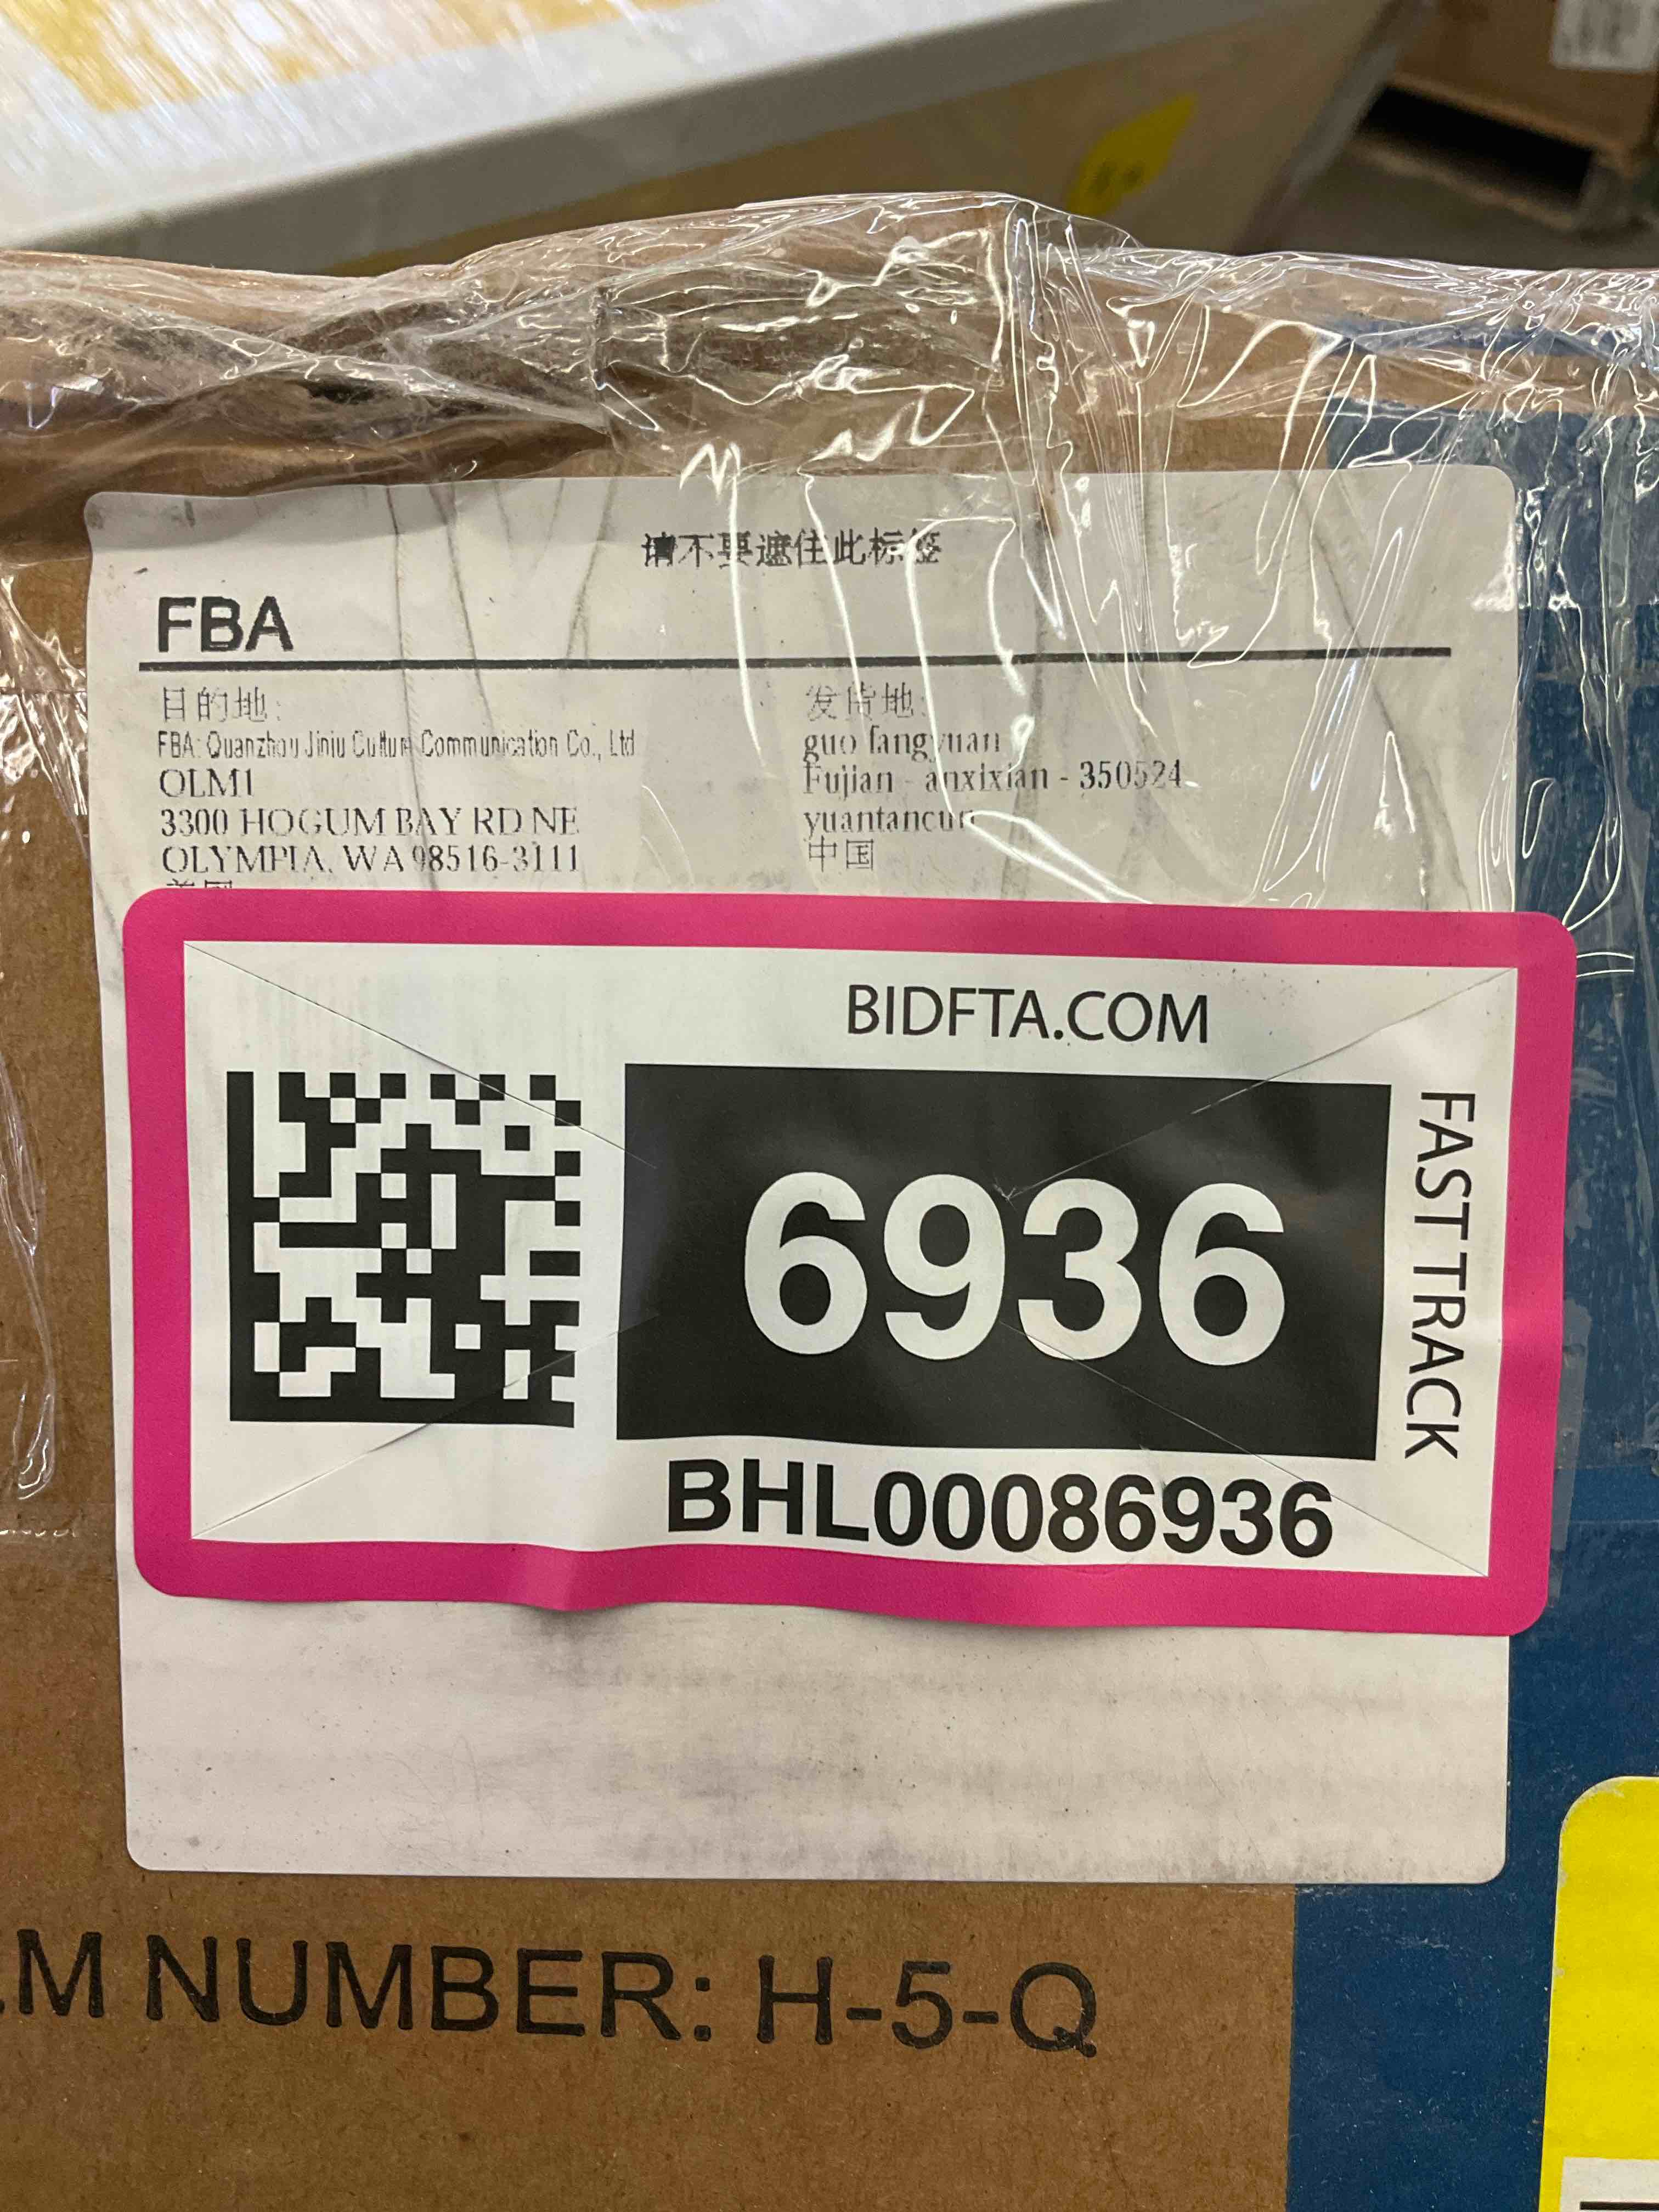 请不要遮住此标签
FBA
目的地:
FBA: Quanzhou Jiniu Culture Communication Co., Ltd
OLM1
3300 HOGUM BAY RD NE
OLYMPIA, WA 98516-3111
美国
发货地:
guo fangyuan
Fujian - anxixian - 350524
yuantancun
中国
BIDFTA.COM
6936
FAST TRACK
BHL00086936
NUMBER: H-5-Q